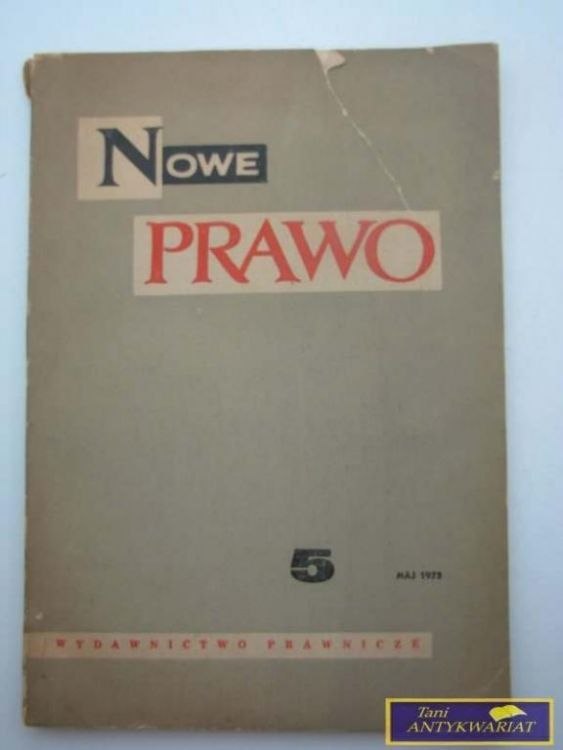 NOWE
PRAWO
5
MAJ 1973
WYDAWNICTWO PRAWNICZE
Tani
ANTYKWARIAT